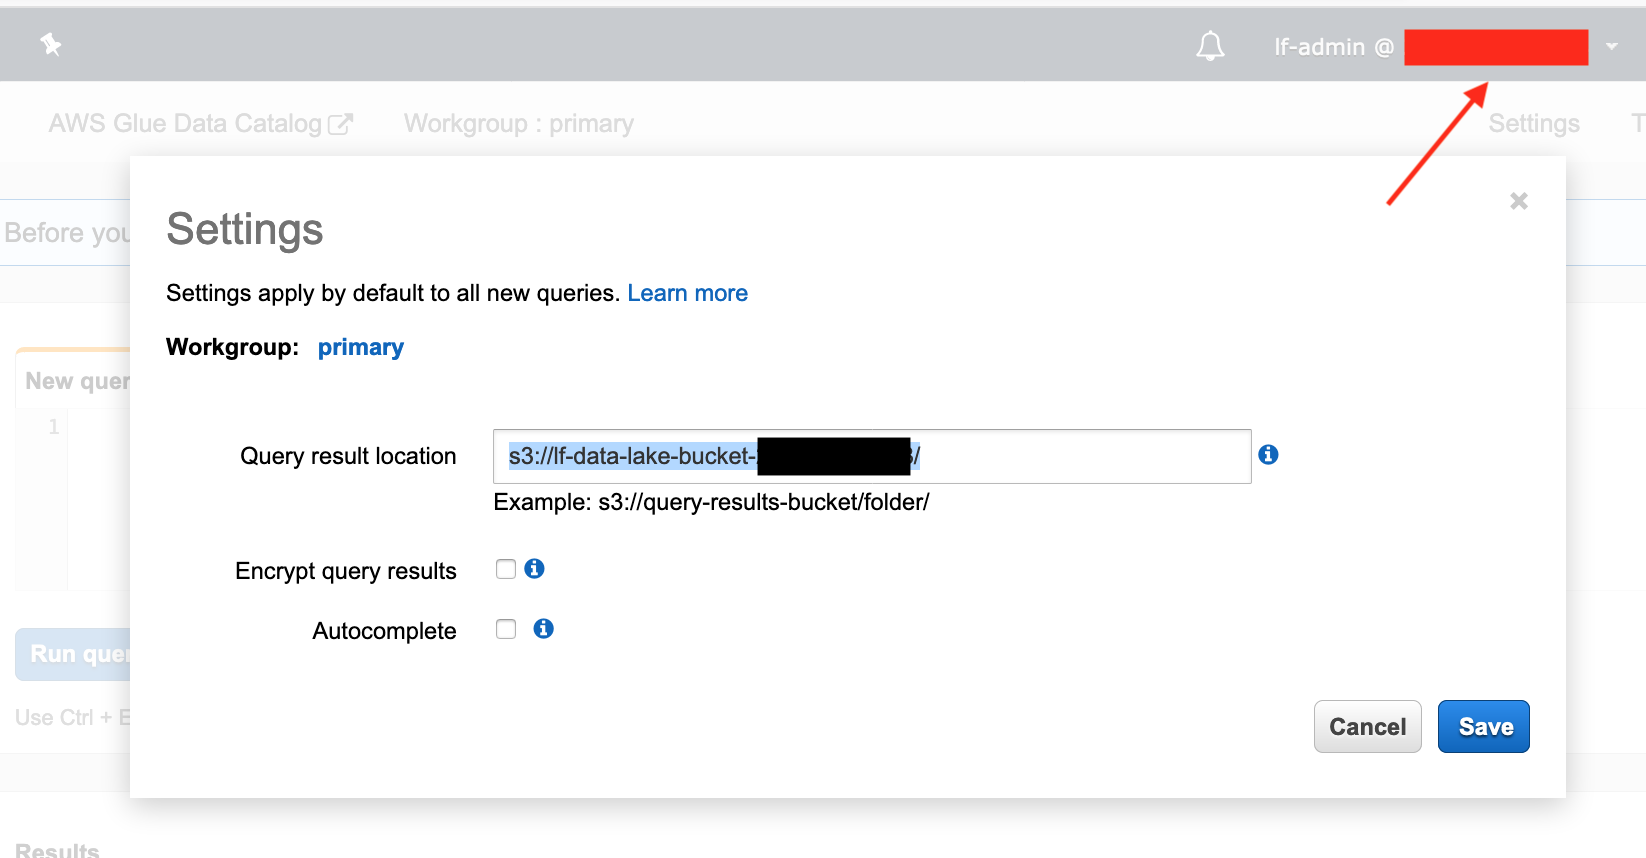 lf-admin @
AWS Glue Data Catalog Workgroup : primary Settings
Before you
Settings
Settings apply by default to all new queries. Learn more
Workgroup: primary
New quer
1
Query result location s3://lf-data-lake-bucket- /
Example: s3://query-results-bucket/folder/
Encrypt query results
Autocomplete
Run quer
Use Ctrl + E
Cancel Save
Results